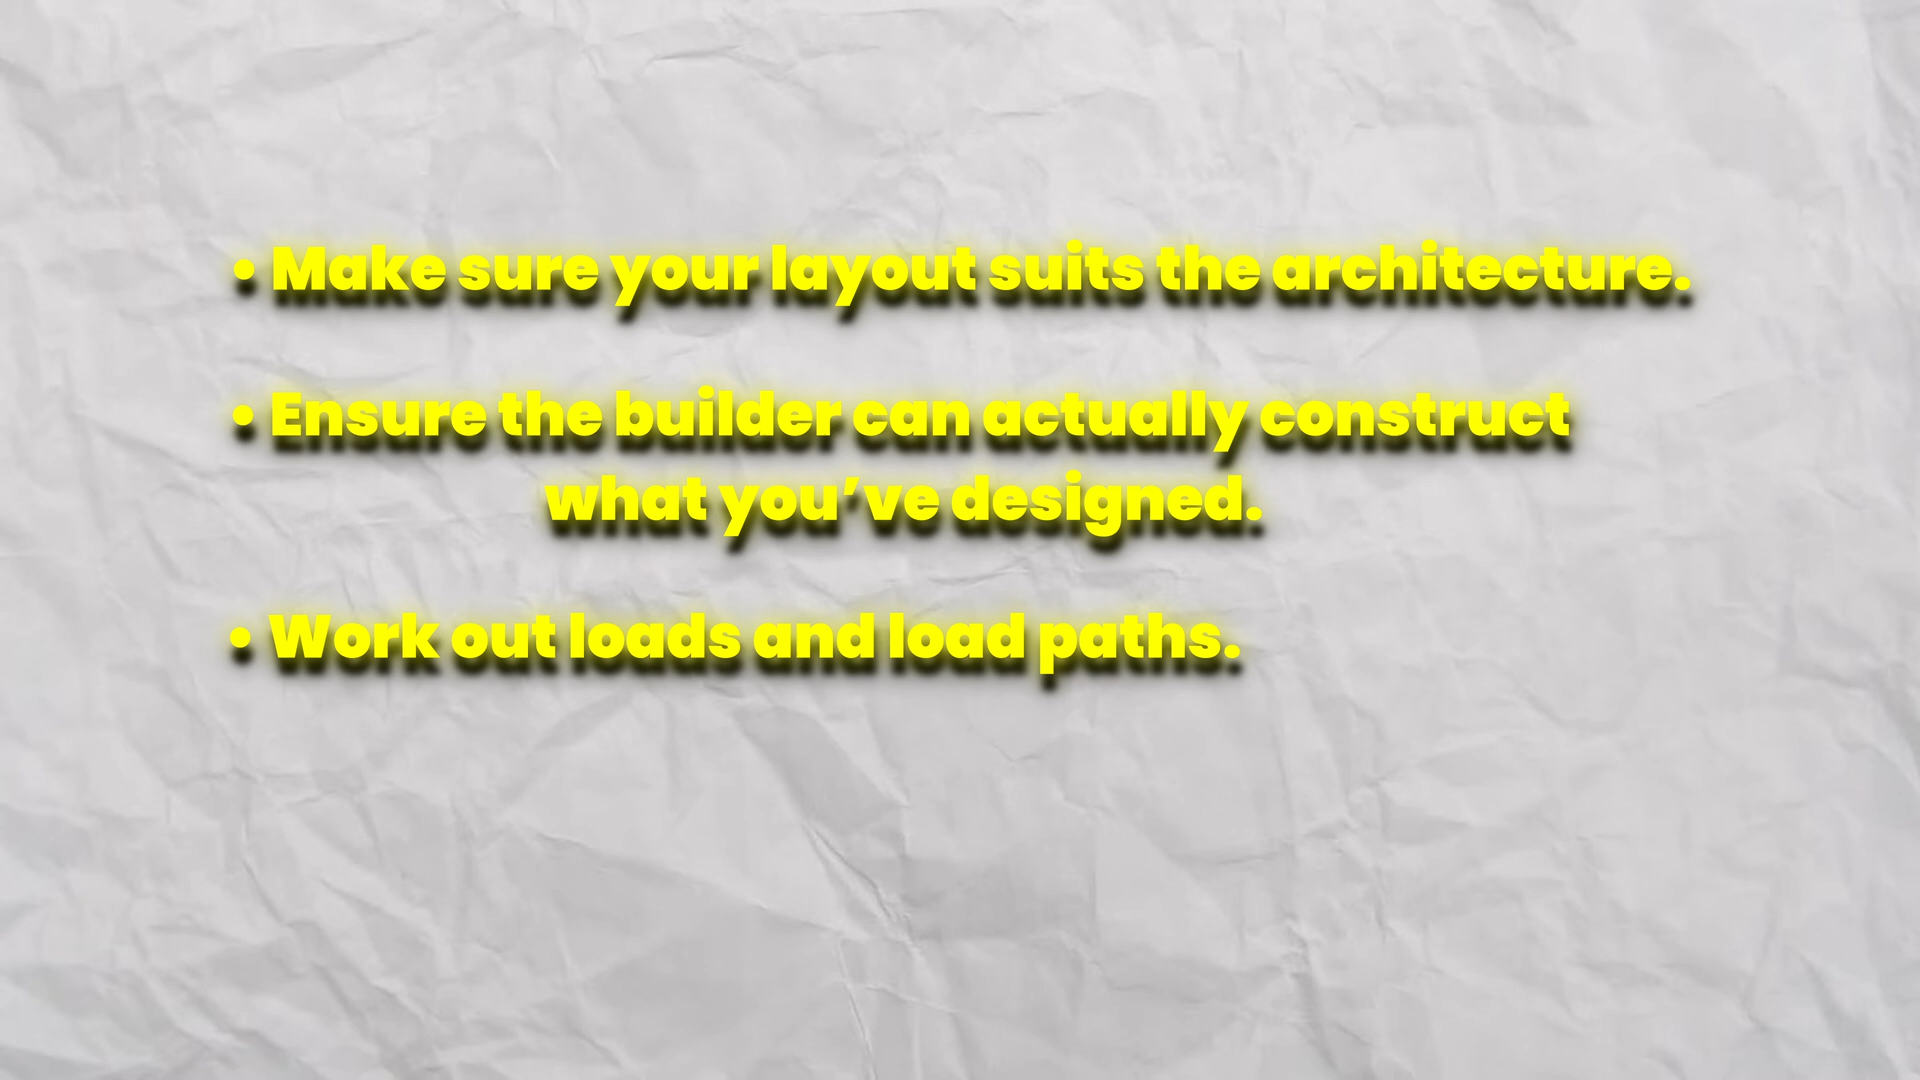 • Make sure your layout suits the architecture.
• Ensure the builder can actually construct
what you’ve designed.
• Work out loads and load paths.